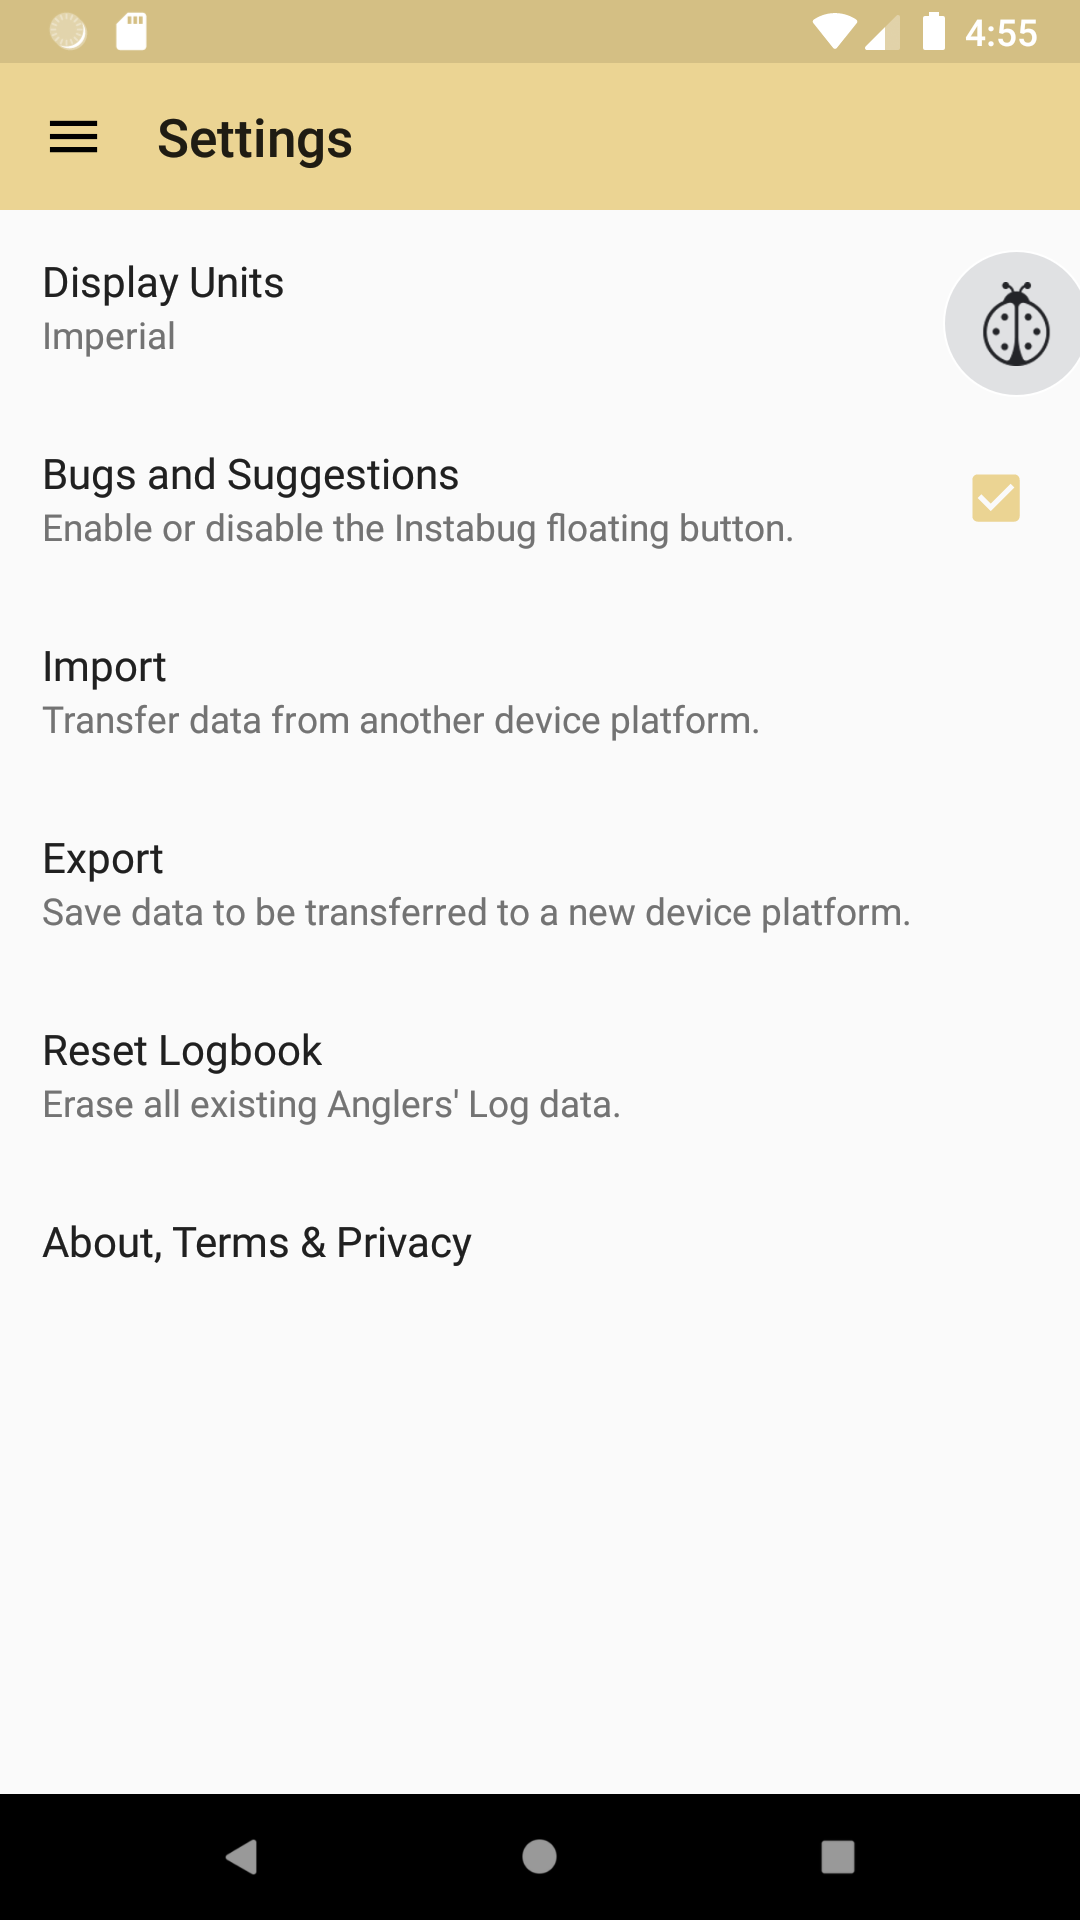 4:55
Settings
Display Units
Imperial
Bugs and Suggestions
Enable or disable the Instabug floating button.
Import
Transfer data from another device platform.
Export
Save data to be transferred to a new device platform.
Reset Logbook
Erase all existing Anglers' Log data.
About, Terms & Privacy